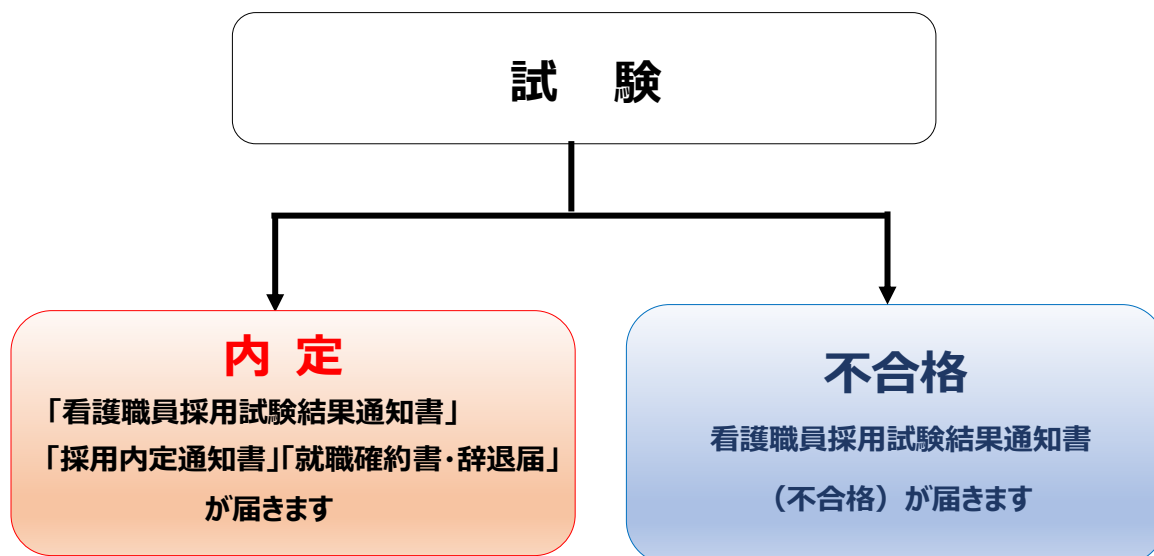 試　験
内 定
「看護職員採用試験結果通知書」
「採用内定通知書」「就職確約書・辞退届」
が届きます
不合格
看護職員採用試験結果通知書
（不合格）が届きます